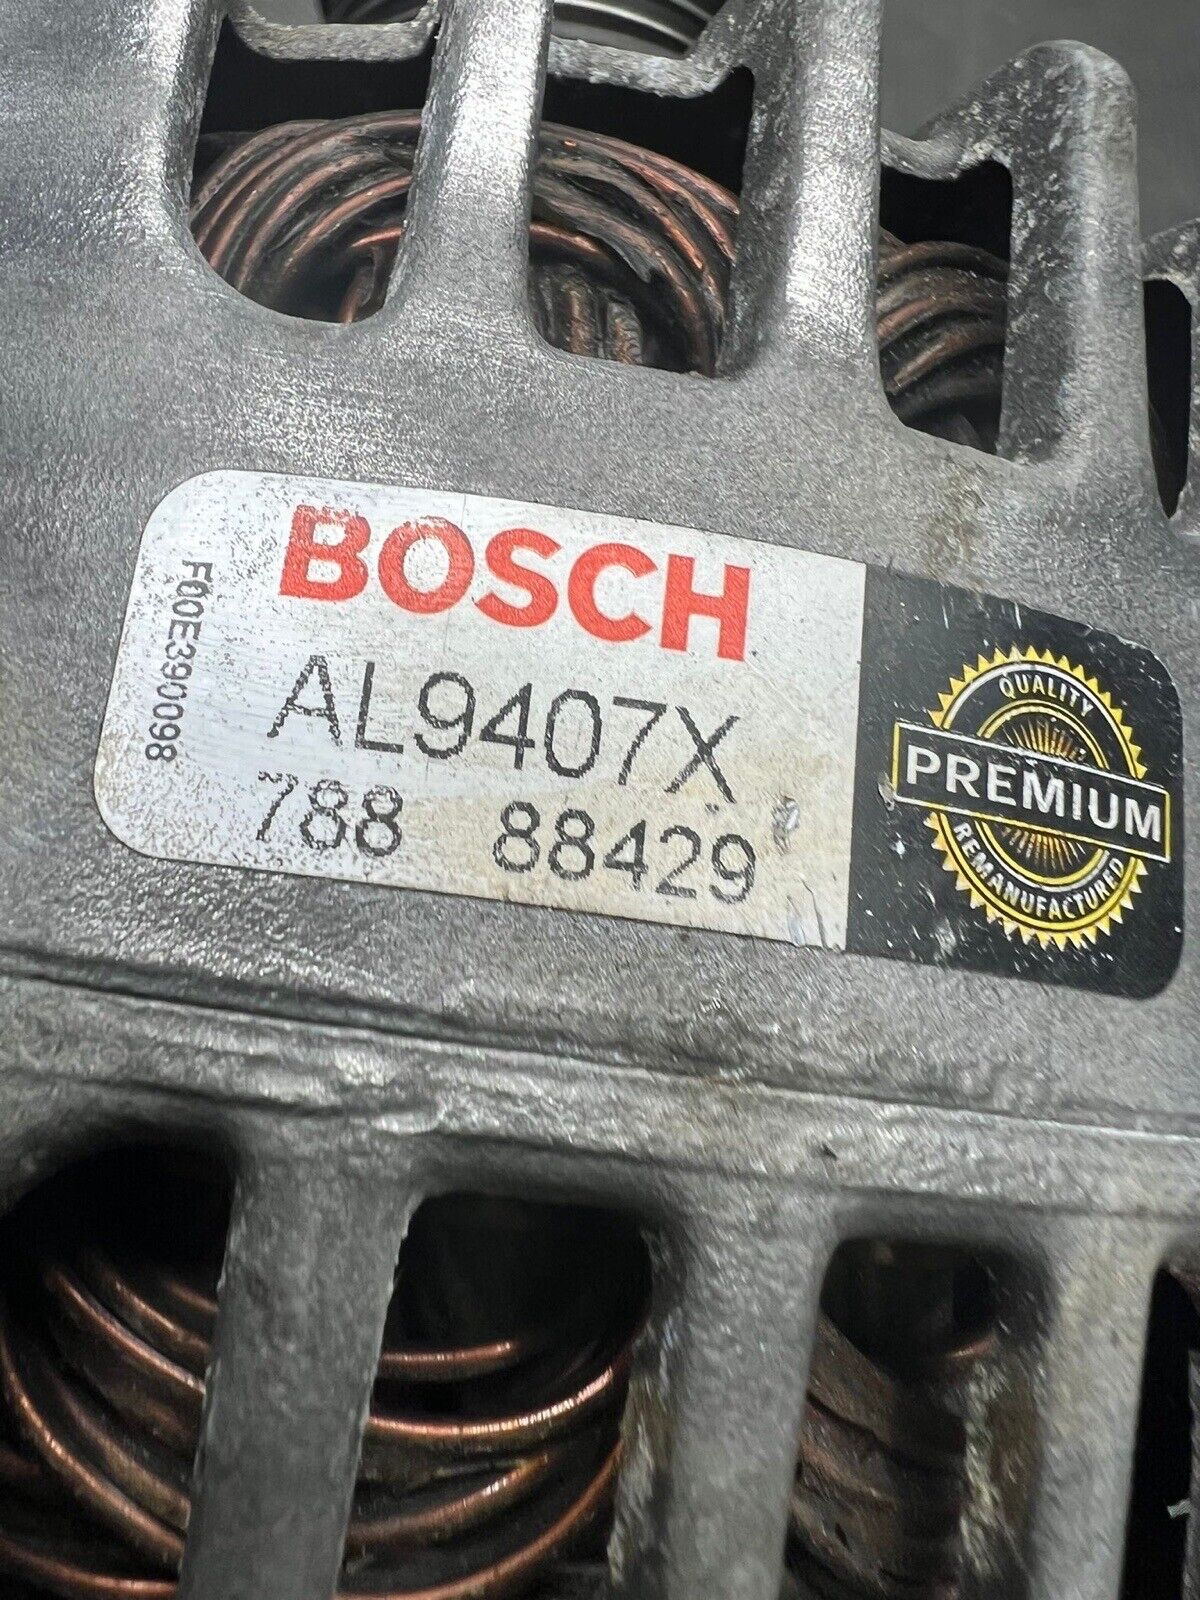 BOSCH
F00E390098
AL9407X
788 88429
QUALITY
PREMIUM
REMANUFACTURED